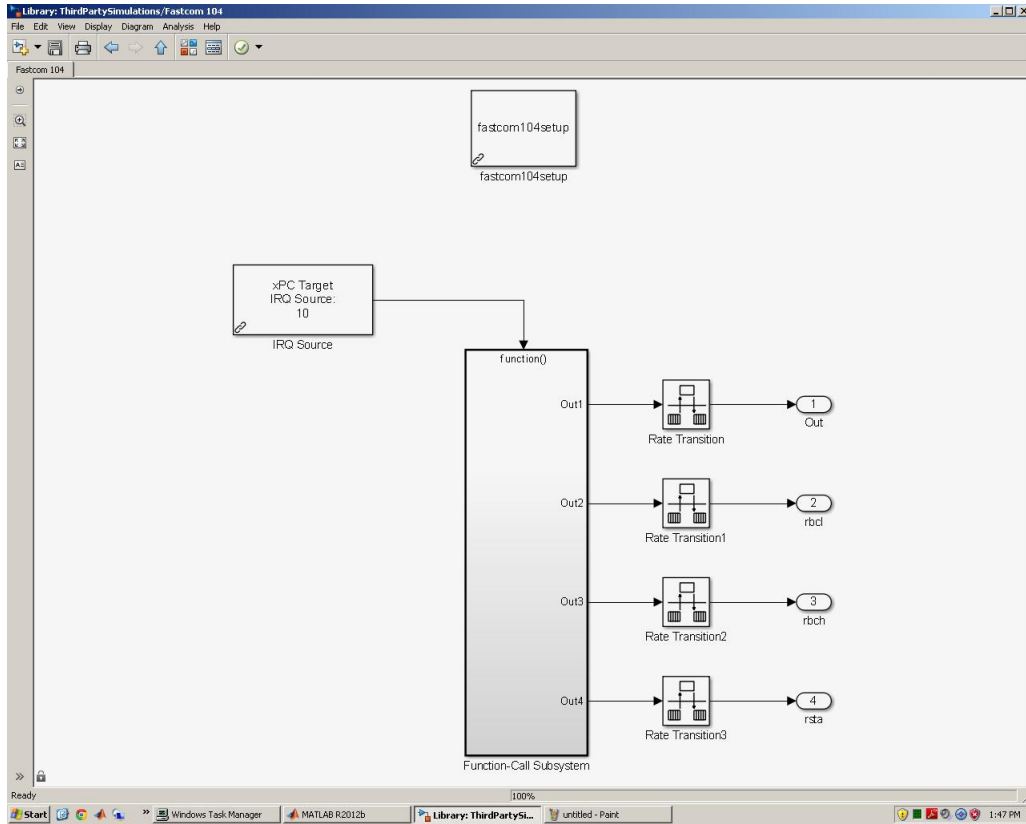 Library: ThirdPartySimulations/Fastcom 104
File Edit View Display Diagram Analysis Help
Fastcom 104
fastcom104setup
fastcom104setup
xPC Target
IRQ Source:
10
IRQ Source
function()
Out1
Rate Transition
1
Out
Out2
Rate Transition1
2
rbcl
Out3
Rate Transition2
3
rbch
Out4
Rate Transition3
4
rsta
Function-Call Subsystem
Ready
100%
Start
Windows Task Manager
MATLAB R2012b
Library: ThirdPartySi...
untitled - Paint
1:47 PM